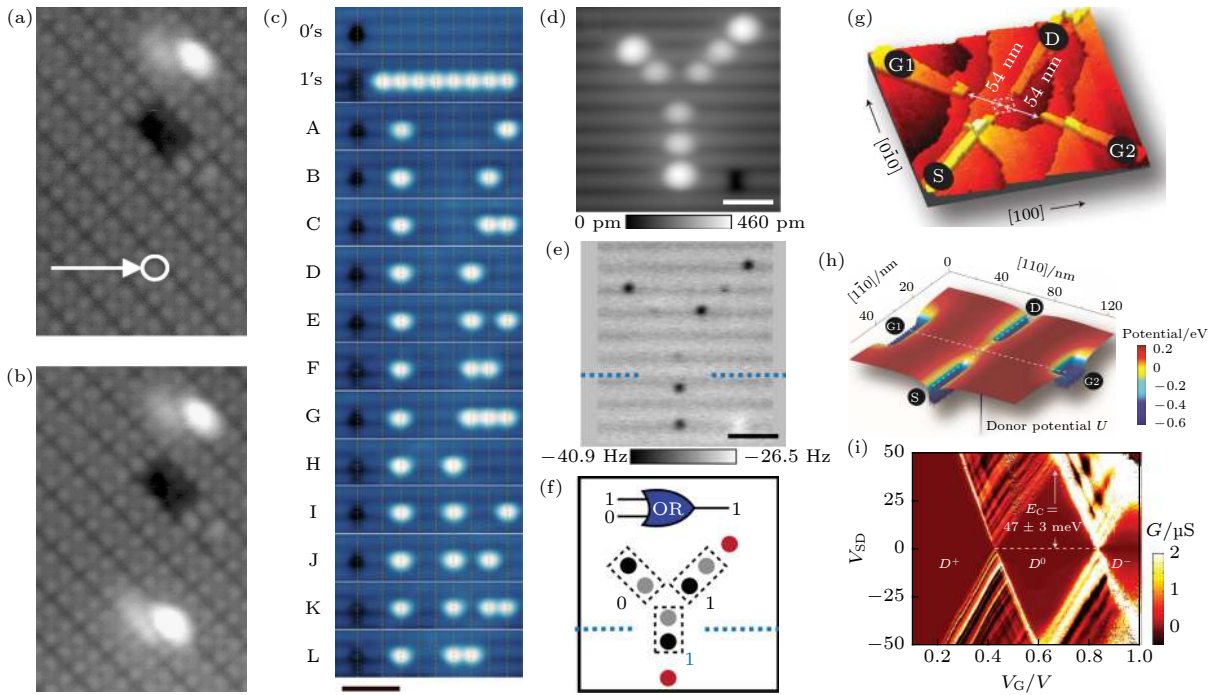 (a)
(b)
(c)
0's
1's
A
B
C
D
E
F
G
H
I
J
K
L
(d)
0 pm
460 pm
(e)
−40.9 Hz
−26.5 Hz
(f)
1
0
OR
1
0
1
1
(g)
G1
D
54 nm
54 nm
G2
S
[01̄0]
[100]
(h)
[11̄0]/nm
40
20
0
[110]/nm
40
80
120
G1
D
S
G2
Potential/eV
0.2
0
−0.2
−0.4
−0.6
Donor potential U
(i)
50
25
0
−25
−50
V_SD
E_C =
47 ± 3 meV
D⁺
D⁰
D⁻
0.2
0.4
0.6
0.8
1.0
V_G/V
G/μS
2
1
0